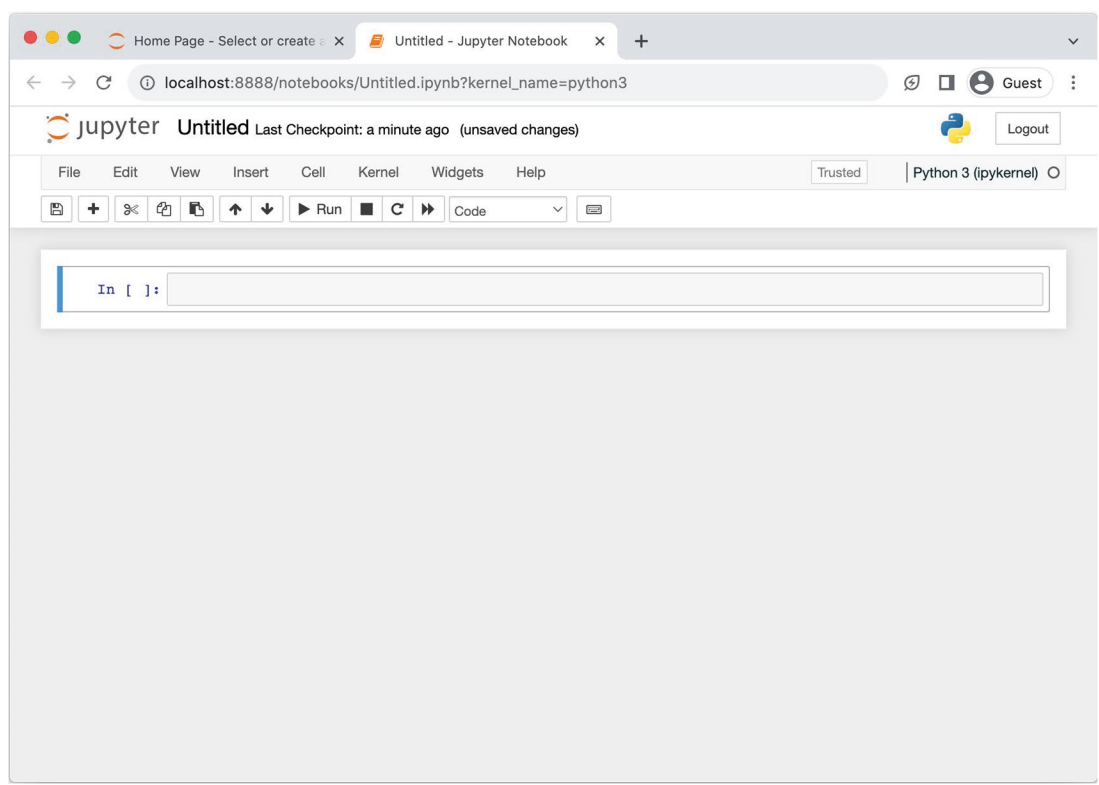 Home Page - Select or create a
Untitled - Jupyter Notebook
localhost:8888/notebooks/Untitled.ipynb?kernel_name=python3
Guest
jupyter Untitled Last Checkpoint: a minute ago (unsaved changes)
Logout
File Edit View Insert Cell Kernel Widgets Help
Trusted
Python 3 (ipykernel)
Run
Code
In [ ]: